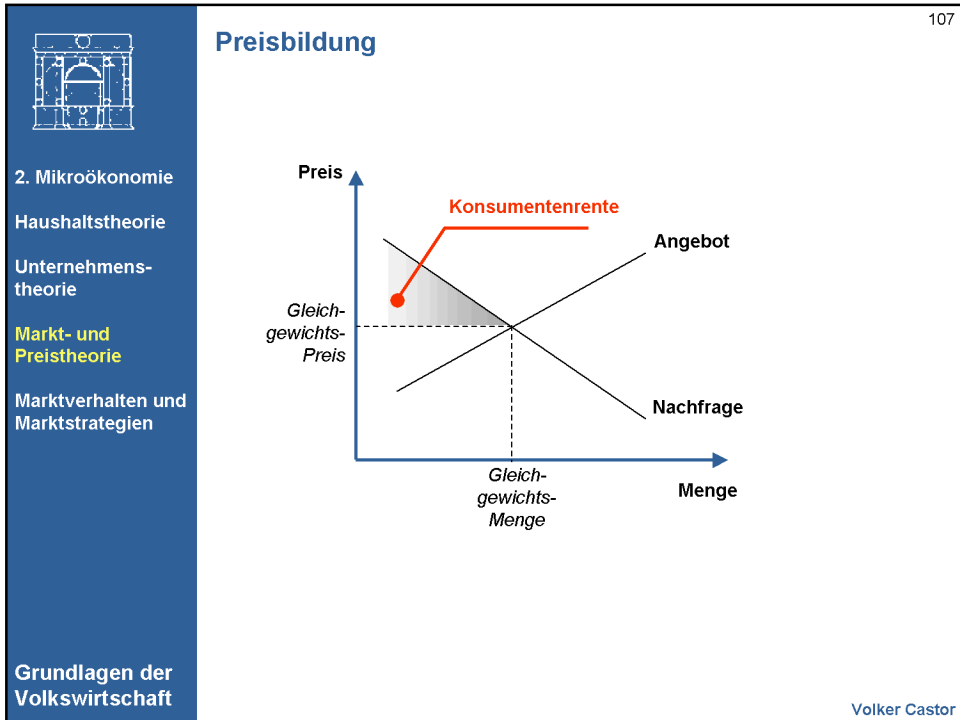 107
Preisbildung
2. Mikroökonomie
Haushaltstheorie
Unternehmens-
theorie
Markt- und
Preistheorie
Marktverhalten und
Marktstrategien
Grundlagen der
Volkswirtschaft
Preis
Konsumentenrente
Angebot
Gleich-
gewichts-
Preis
Nachfrage
Gleich-
gewichts-
Menge
Menge
Volker Castor